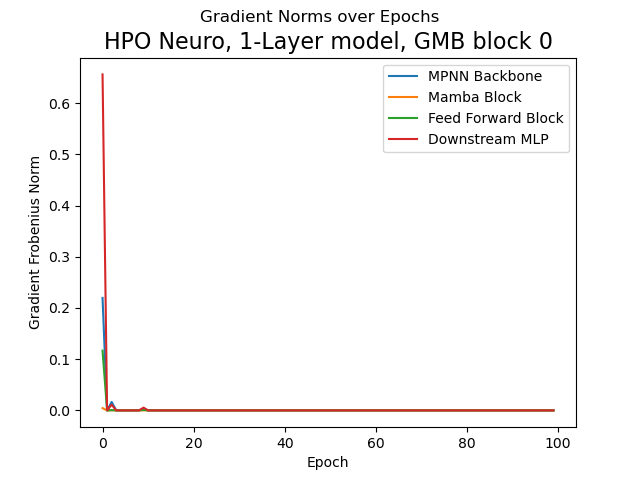 Gradient Norms over Epochs
HPO Neuro, 1-Layer model, GMB block 0
MPNN Backbone
Mamba Block
Feed Forward Block
Downstream MLP
Gradient Frobenius Norm
0.6
0.5
0.4
0.3
0.2
0.1
0.0
0 20 40 60 80 100
Epoch